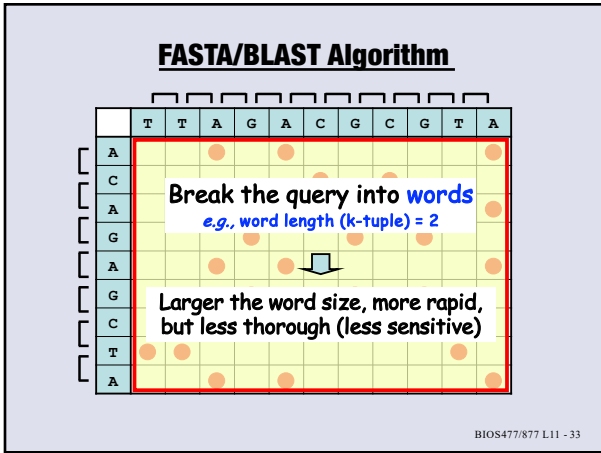 FASTA/BLAST Algorithm
T T A G A C G C G T A
A
C
Break the query into words
e.g., word length (k-tuple) = 2
A
G
A
Larger the word size, more rapid,
G
but less thorough (less sensitive)
C
T
A
BIOS477/877 L11 - 33